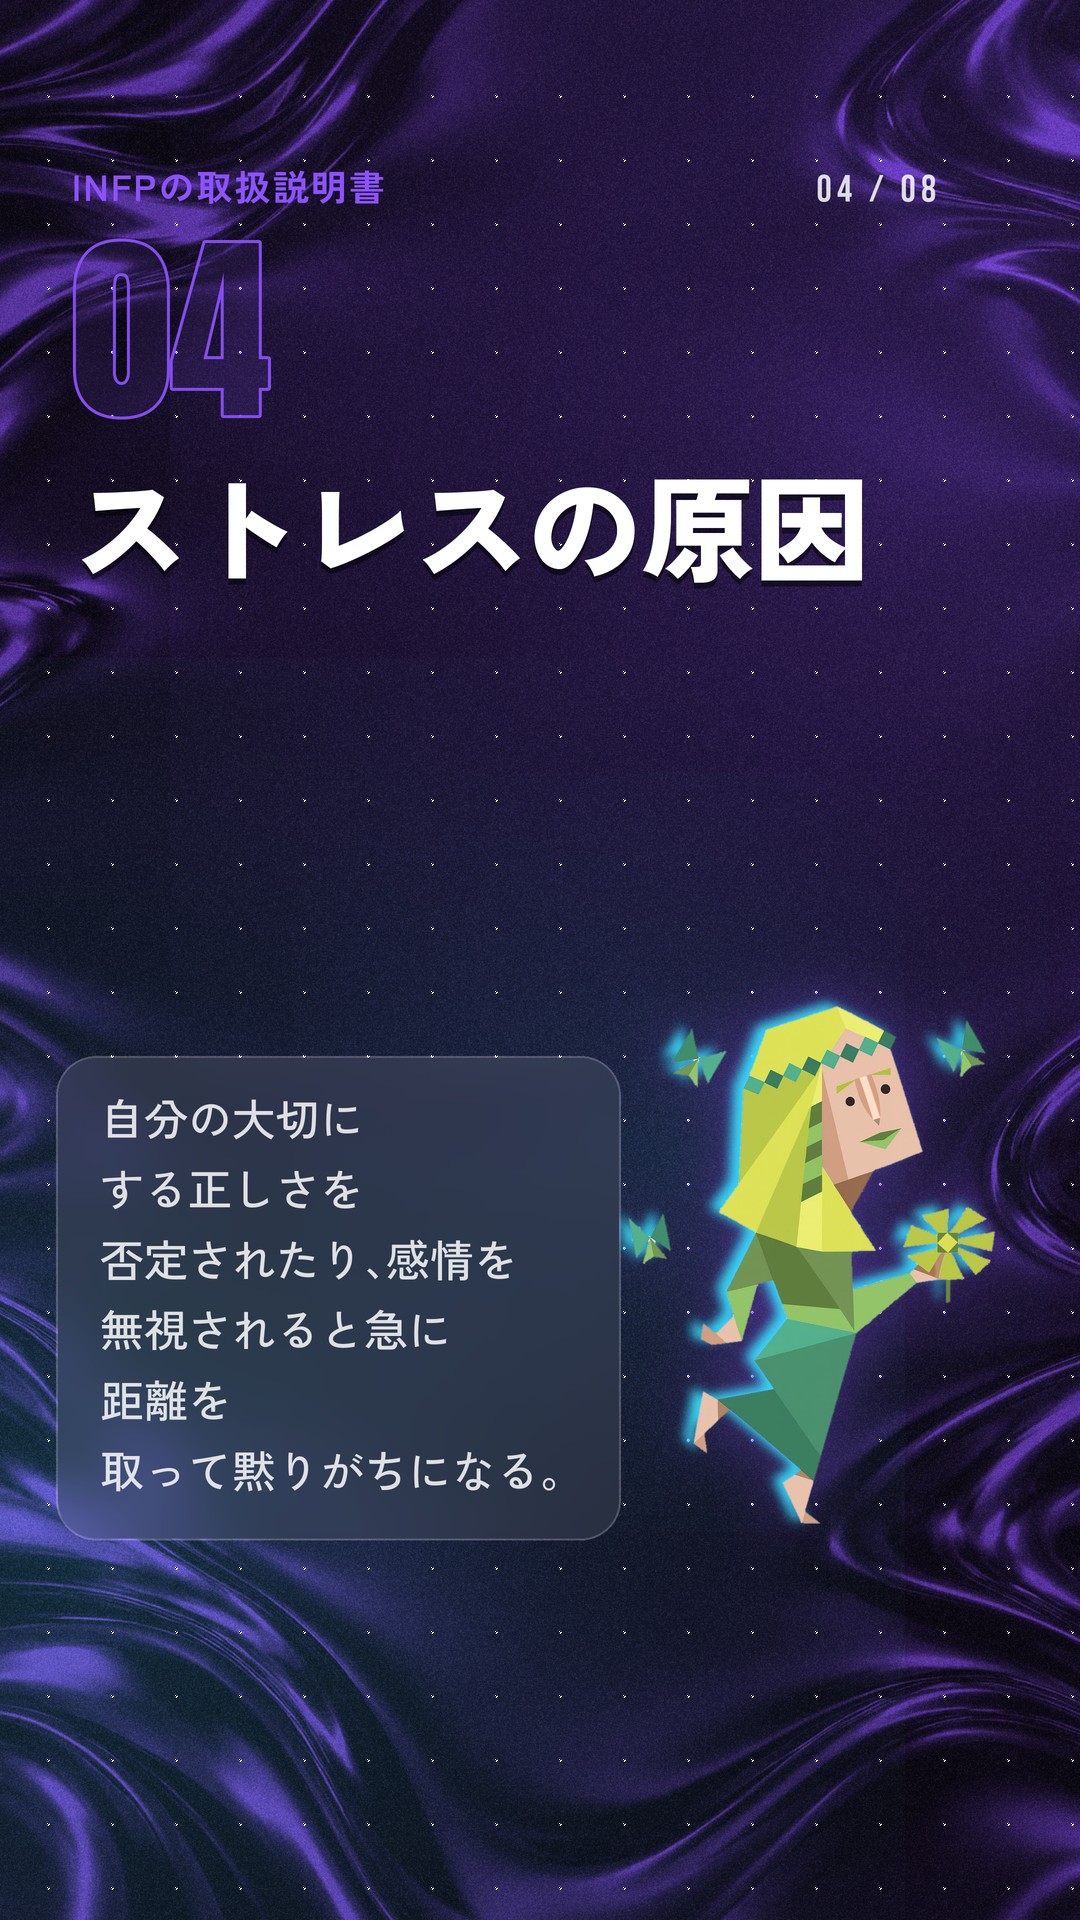 INFPの取扱説明書
04 / 08
04
ストレスの原因
自分の大切に
する正しさを
否定されたり、感情を
無視されると急に
距離を
取って黙りがちになる。